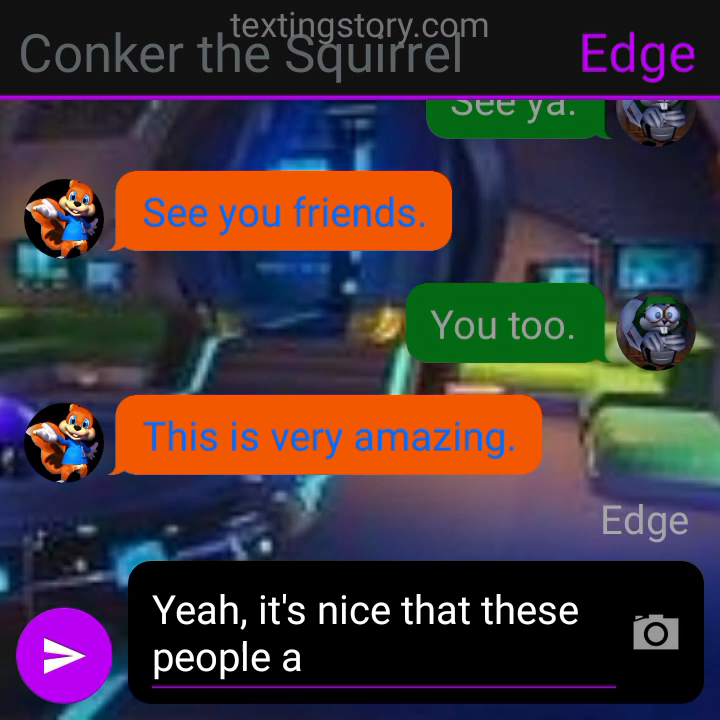 textingstory.com
Conker the Squirrel
Edge
See ya.
See you friends.
You too.
This is very amazing.
Edge
Yeah, it's nice that these
people a